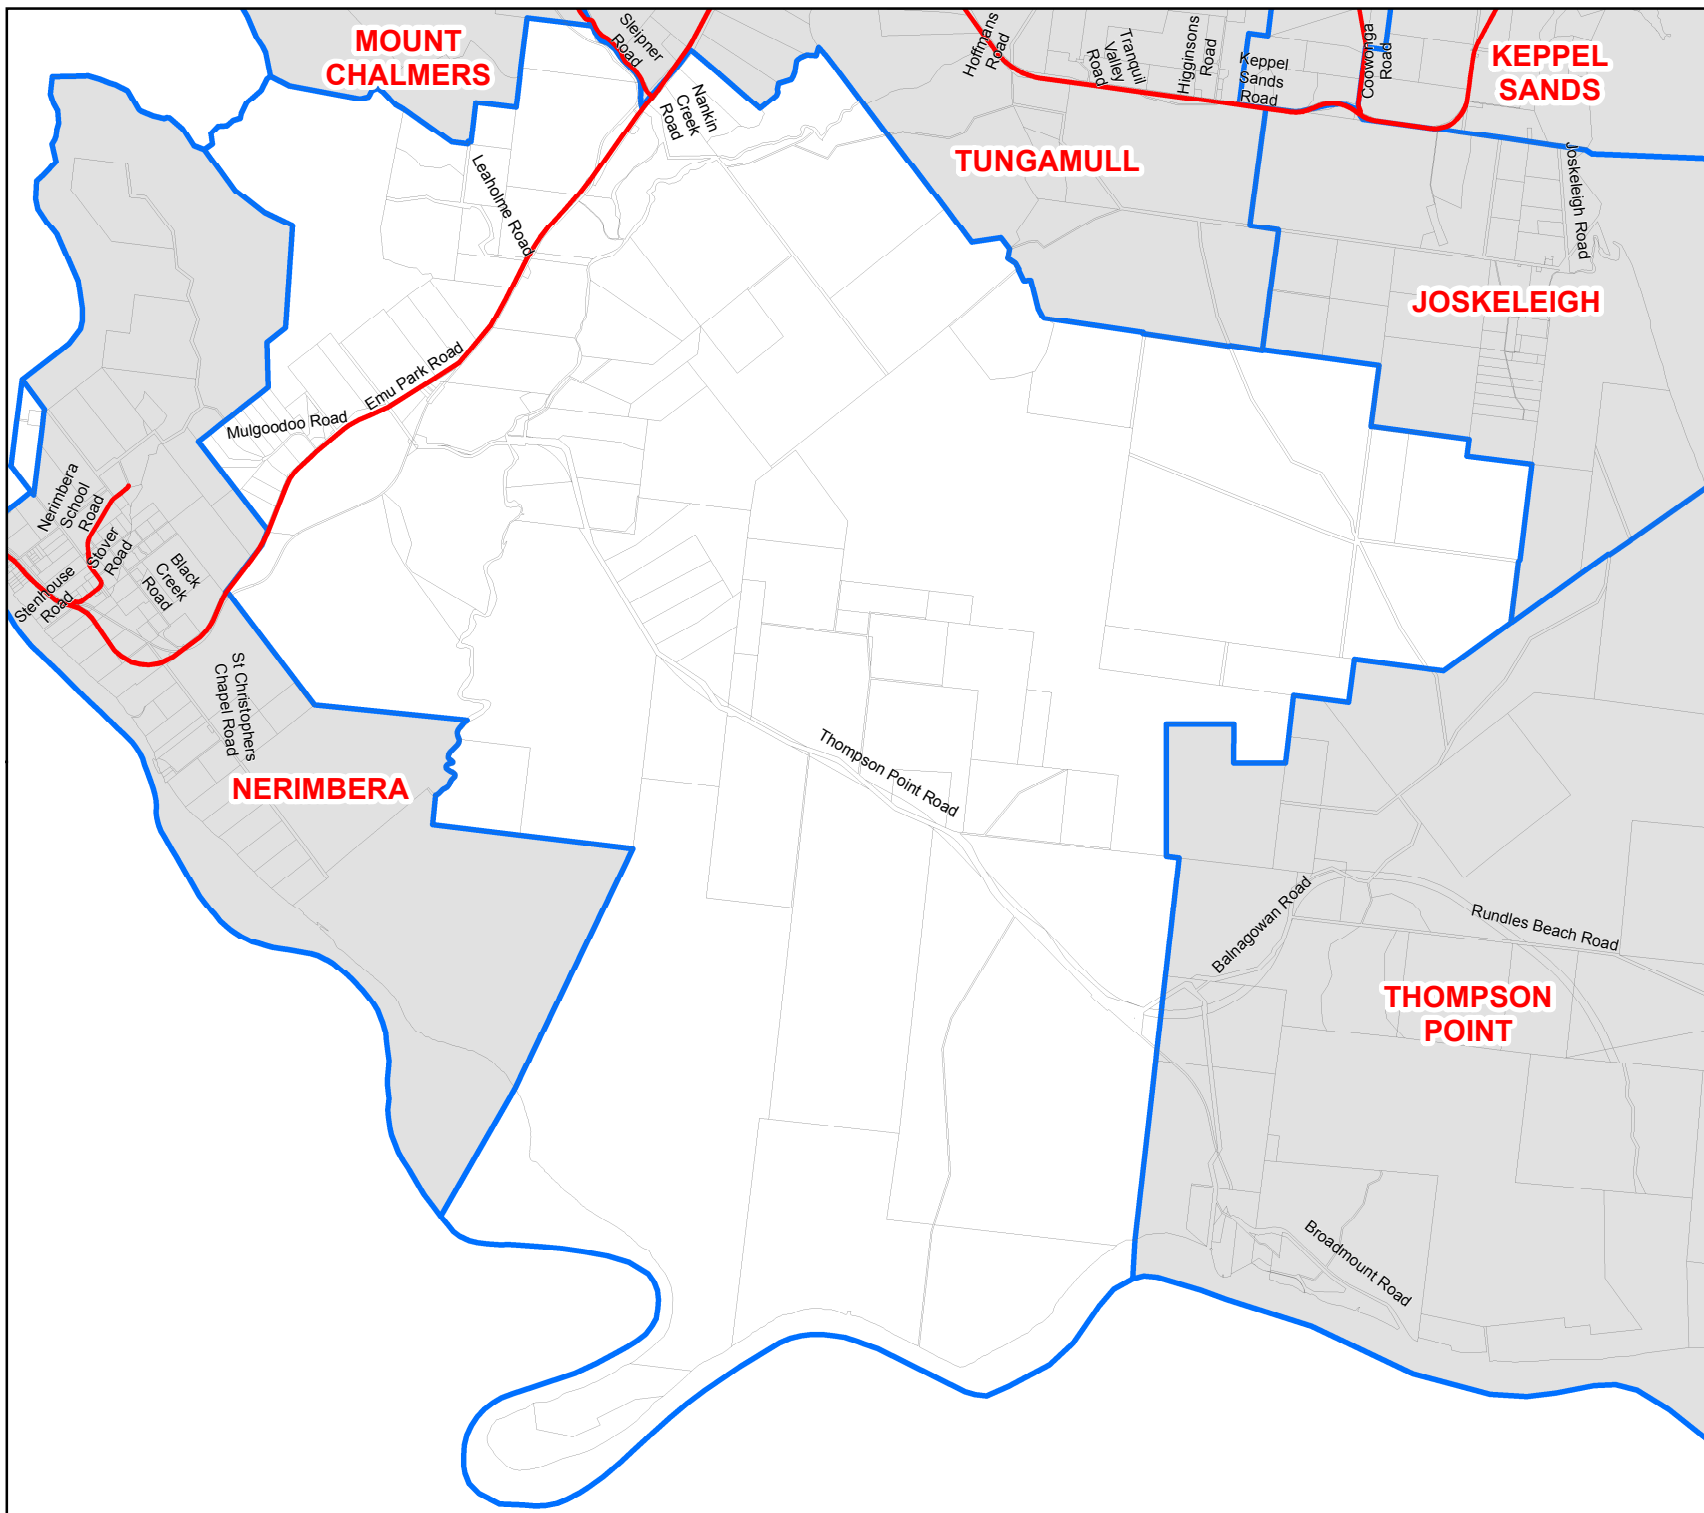 MOUNT
CHALMERS
Sleipner
Road
Nankin
Creek
Road
Hoffmans
Road
Tranquil
Valley
Road
Higginsons
Road
Keppel
Sands
Road
Coowonga
Road
KEPPEL
SANDS
TUNGAMULL
Joskeleigh Road
JOSKELEIGH
Leaholme Road
Emu Park Road
Mulgoodoo Road
Nerimbera
School
Road
Stover
Road
Black
Creek
Road
Stenhouse
Road
St Christophers
Chapel Road
NERIMBERA
Thompson Point Road
Balnagowan Road
Rundles Beach Road
THOMPSON
POINT
Broadmount Road